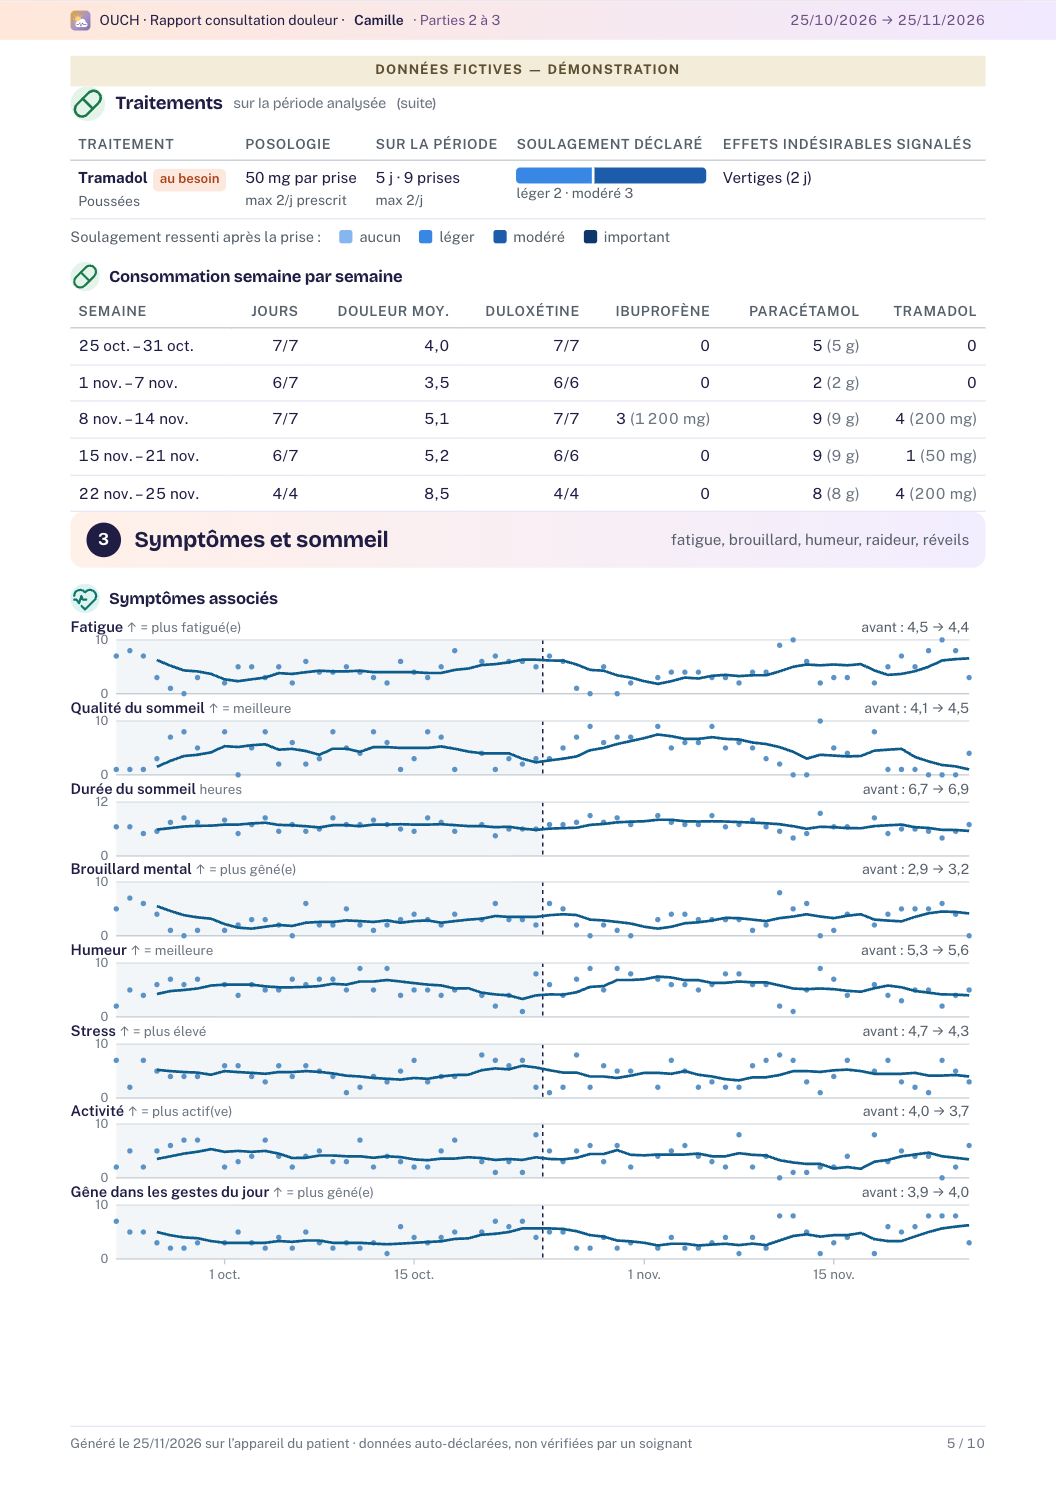 OUCH · Rapport consultation douleur · Camille · Parties 2 à 3 25/10/2026 → 25/11/2026
DONNÉES FICTIVES — DÉMONSTRATION
Traitements sur la période analysée (suite)
TRAITEMENT POSOLOGIE SUR LA PÉRIODE SOULAGEMENT DÉCLARÉ EFFETS INDÉSIRABLES SIGNALÉS
Tramadol au besoin 50 mg par prise 5 j · 9 prises Vertiges (2 j)
Poussées max 2/j prescrit max 2/j léger 2 · modéré 3
Soulagement ressenti après la prise : aucun léger modéré important
Consommation semaine par semaine
SEMAINE JOURS DOULEUR MOY. DULOXÉTINE IBUPROFÈNE PARACÉTAMOL TRAMADOL
25 oct. – 31 oct. 7/7 4,0 7/7 0 5 (5 g) 0
1 nov. – 7 nov. 6/7 3,5 6/6 0 2 (2 g) 0
8 nov. – 14 nov. 7/7 5,1 7/7 3 (1 200 mg) 9 (9 g) 4 (200 mg)
15 nov. – 21 nov. 6/7 5,2 6/6 0 9 (9 g) 1 (50 mg)
22 nov. – 25 nov. 4/4 8,5 4/4 0 8 (8 g) 4 (200 mg)
3 Symptômes et sommeil fatigue, brouillard, humeur, raideur, réveils
Symptômes associés
Fatigue ↑ = plus fatigué(e) avant : 4,5 → 4,4
10
0
Qualité du sommeil ↑ = meilleure avant : 4,1 → 4,5
10
0
Durée du sommeil heures avant : 6,7 → 6,9
12
0
Brouillard mental ↑ = plus gêné(e) avant : 2,9 → 3,2
10
0
Humeur ↑ = meilleure avant : 5,3 → 5,6
10
0
Stress ↑ = plus élevé avant : 4,7 → 4,3
10
0
Activité ↑ = plus actif(ve) avant : 4,0 → 3,7
10
0
Gêne dans les gestes du jour ↑ = plus gêné(e) avant : 3,9 → 4,0
10
0
1 oct. 15 oct. 1 nov. 15 nov.
Généré le 25/11/2026 sur l'appareil du patient · données auto-déclarées, non vérifiées par un soignant 5 / 10